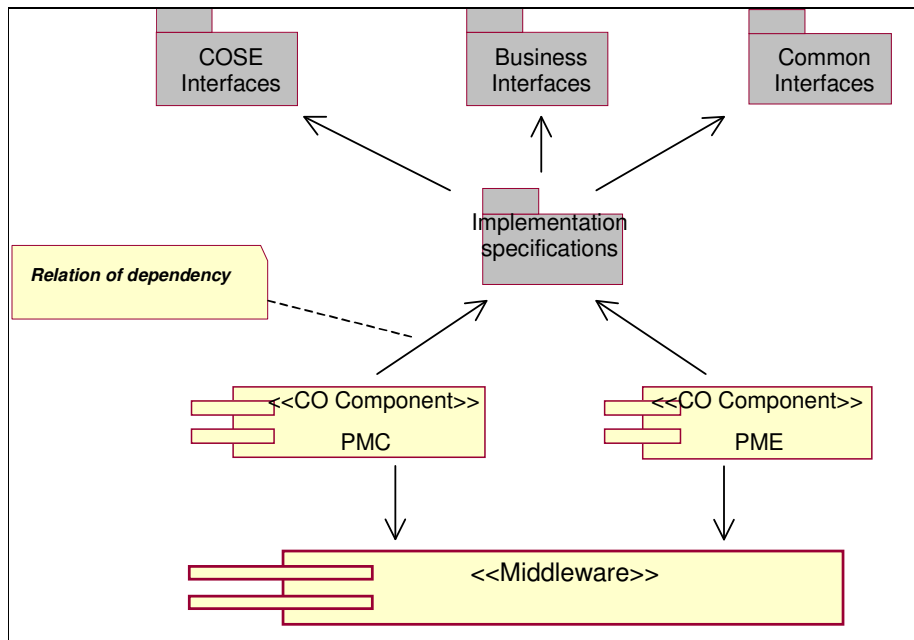 COSE
Interfaces
Business
Interfaces
Common
Interfaces
Implementation
specifications
Relation of dependency
<<CO Component>>
PMC
<<CO Component>>
PME
<<Middleware>>